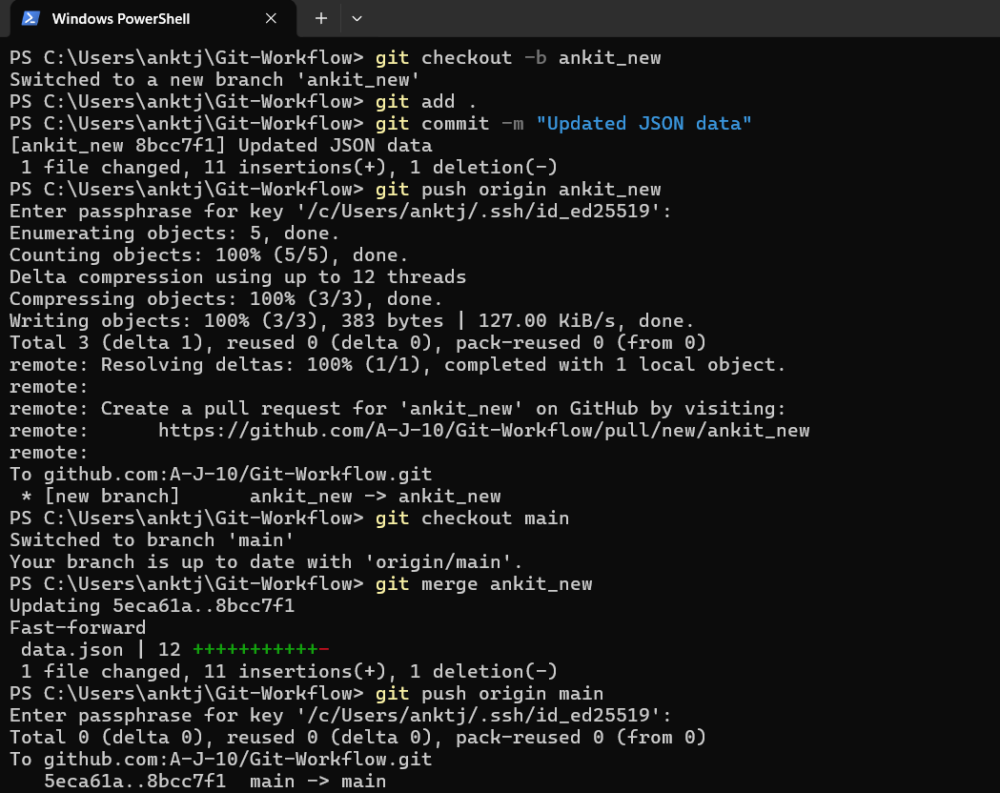 Windows PowerShell
PS C:\Users\anktj\Git-Workflow> git checkout -b ankit_new
Switched to a new branch 'ankit_new'
PS C:\Users\anktj\Git-Workflow> git add .
PS C:\Users\anktj\Git-Workflow> git commit -m "Updated JSON data"
[ankit_new 8bcc7f1] Updated JSON data
 1 file changed, 11 insertions(+), 1 deletion(-)
PS C:\Users\anktj\Git-Workflow> git push origin ankit_new
Enter passphrase for key '/c/Users/anktj/.ssh/id_ed25519':
Enumerating objects: 5, done.
Counting objects: 100% (5/5), done.
Delta compression using up to 12 threads
Compressing objects: 100% (3/3), done.
Writing objects: 100% (3/3), 383 bytes | 127.00 KiB/s, done.
Total 3 (delta 1), reused 0 (delta 0), pack-reused 0 (from 0)
remote: Resolving deltas: 100% (1/1), completed with 1 local object.
remote:
remote: Create a pull request for 'ankit_new' on GitHub by visiting:
remote:      https://github.com/A-J-10/Git-Workflow/pull/new/ankit_new
remote:
To github.com:A-J-10/Git-Workflow.git
 * [new branch]      ankit_new -> ankit_new
PS C:\Users\anktj\Git-Workflow> git checkout main
Switched to branch 'main'
Your branch is up to date with 'origin/main'.
PS C:\Users\anktj\Git-Workflow> git merge ankit_new
Updating 5eca61a..8bcc7f1
Fast-forward
 data.json | 12 +++++++++++-
 1 file changed, 11 insertions(+), 1 deletion(-)
PS C:\Users\anktj\Git-Workflow> git push origin main
Enter passphrase for key '/c/Users/anktj/.ssh/id_ed25519':
Total 0 (delta 0), reused 0 (delta 0), pack-reused 0 (from 0)
To github.com:A-J-10/Git-Workflow.git
   5eca61a..8bcc7f1  main -> main